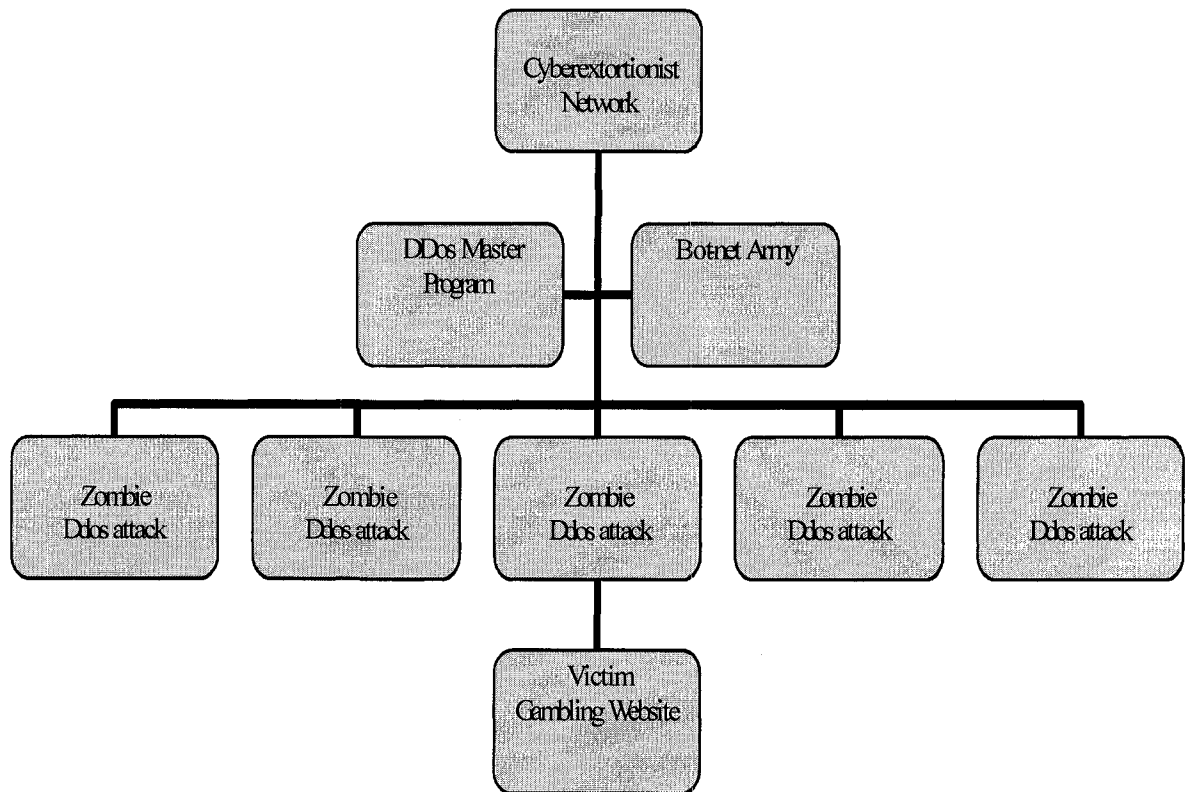 Cyberextortionist
Network
DDos Master
Program
Bot-net Army
Zombie
Ddos attack
Zombie
Ddos attack
Zombie
Ddos attack
Zombie
Ddos attack
Zombie
Ddos attack
Victim
Gambling Website